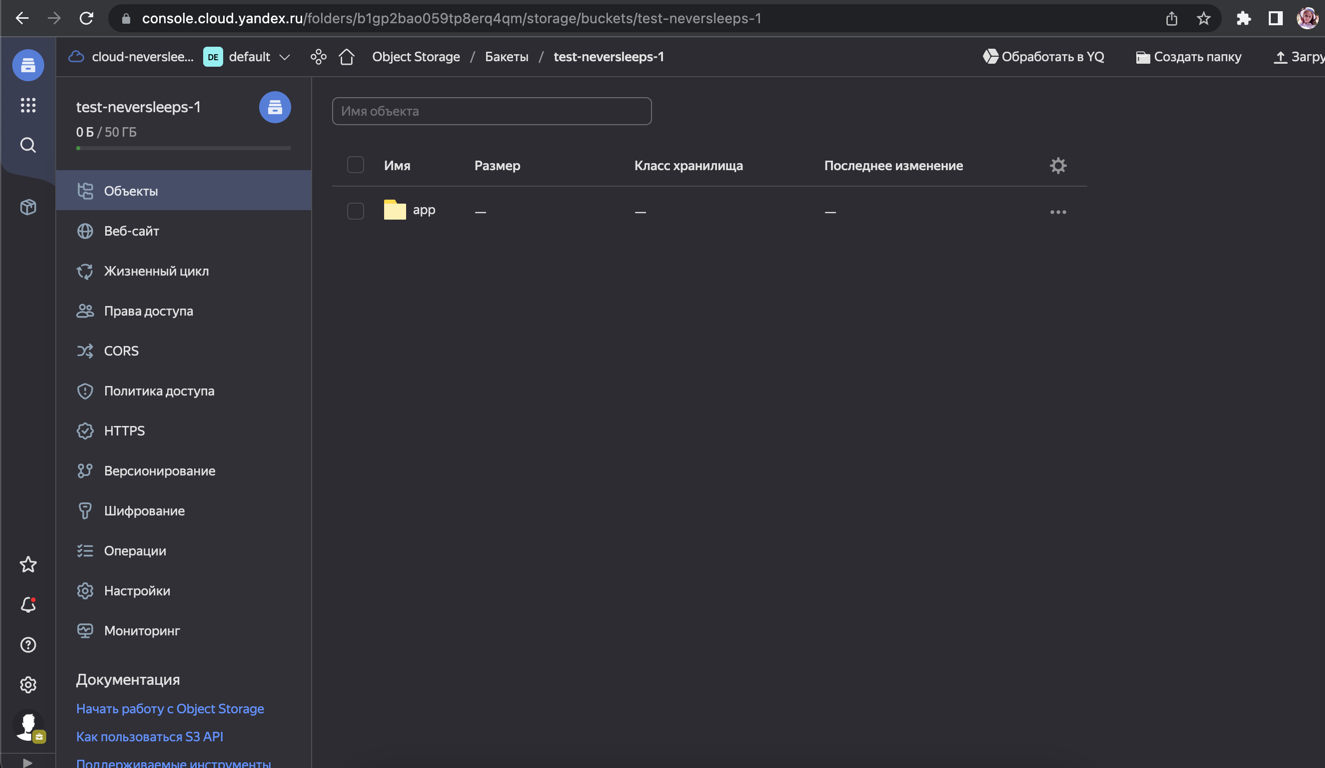 console.cloud.yandex.ru/folders/b1gp2bao059tp8erq4qm/storage/buckets/test-neversleeps-1
cloud-neverslee... DE default Object Storage / Бакеты / test-neversleeps-1 Обработать в YQ Создать папку Загру
test-neversleeps-1
0 Б / 50 ГБ
Имя объекта
Имя Размер Класс хранилища Последнее изменение
app — — —
Объекты
Веб-сайт
Жизненный цикл
Права доступа
CORS
Политика доступа
HTTPS
Версионирование
Шифрование
Операции
Настройки
Мониторинг
Документация
Начать работу с Object Storage
Как пользоваться S3 API
Поддерживаемые инструменты